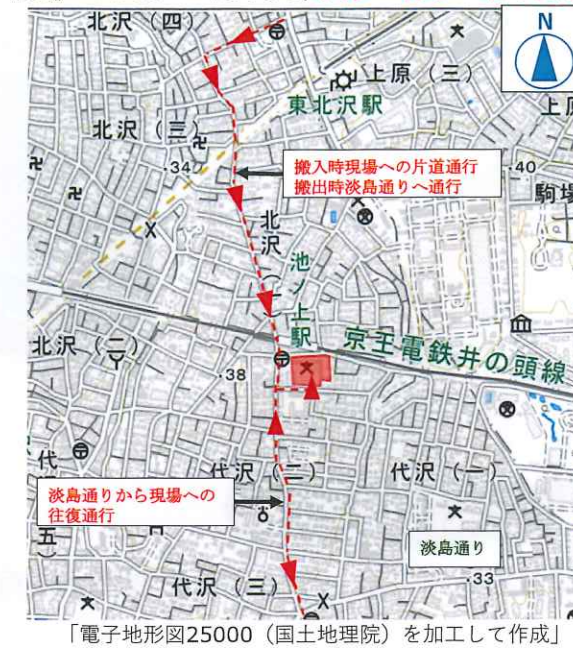 北沢（四）
N
上原（三）
東北沢駅
北沢（三）
・34
搬入時現場への片道通行
搬出時淡島通りへ通行
・40
駒場
北沢（二）
池ノ上駅
京王電鉄井の頭線
北沢（二）
・38
代沢（二）
代沢（一）
代沢（五）
淡島通りから現場への
往復通行
淡島通り
・33
代沢（三）
「電子地形図25000（国土地理院）を加工して作成」